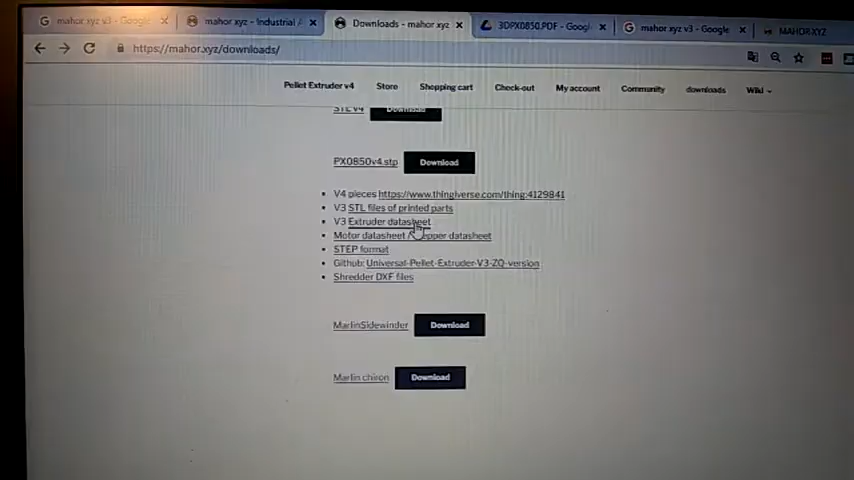 mahor xyz v3 - Google
mahor xyz - Industrial
Downloads - mahor xyz
3DPX0850.PDF - Googl
mahor xyz v3 - Google
MAHOR.XYZ
https://mahor.xyz/downloads/
Pellet Extruder v4 Store Shopping cart Check-out My account Community downloads Wiki
STL v4 Download
PX0850v4.stp Download
V4 pieces https://www.thingiverse.com/thing:4129841
V3 STL files of printed parts
V3 Extruder datasheet
Motor datasheet / epper datasheet
STEP format
Github: Universal-Pellet-Extruder-V3-ZQ-version
Shredder DXF files
MarlinSidewinder Download
Marlin chiron Download